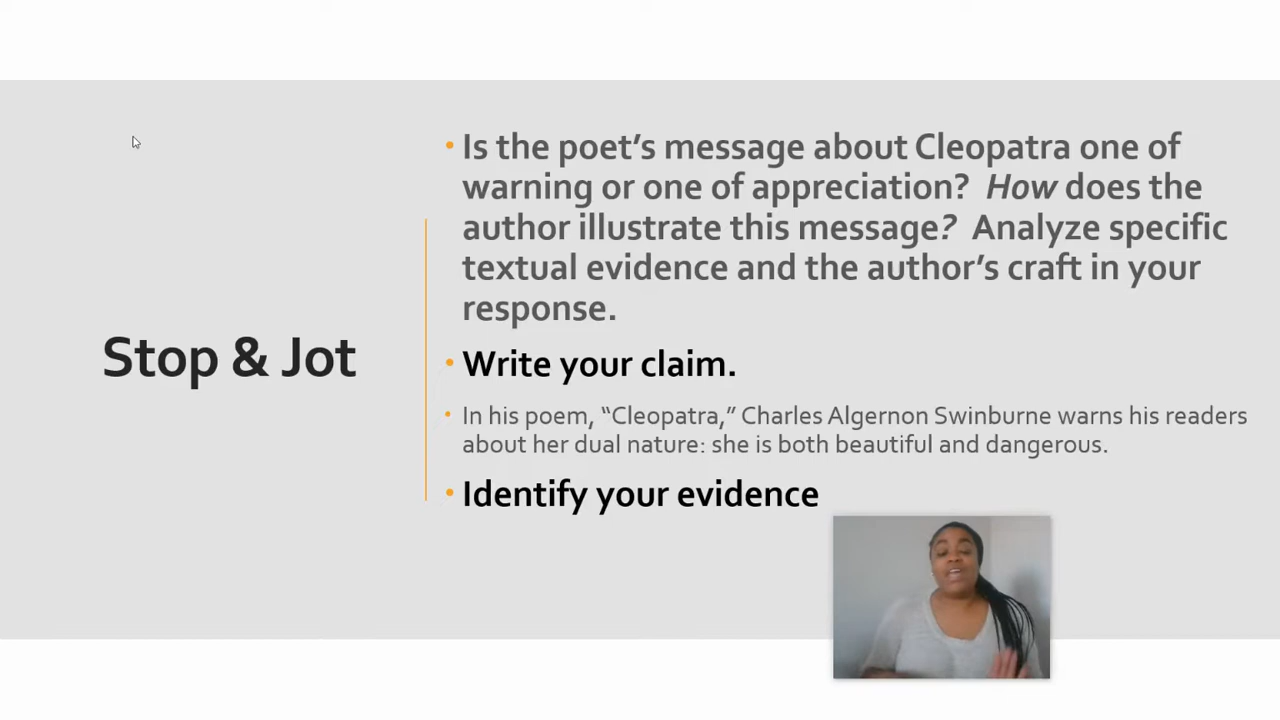 Stop & Jot
Is the poet's message about Cleopatra one of
warning or one of appreciation? How does the
author illustrate this message? Analyze specific
textual evidence and the author's craft in your
response.
Write your claim.
In his poem, “Cleopatra,” Charles Algernon Swinburne warns his readers
about her dual nature: she is both beautiful and dangerous.
Identify your evidence